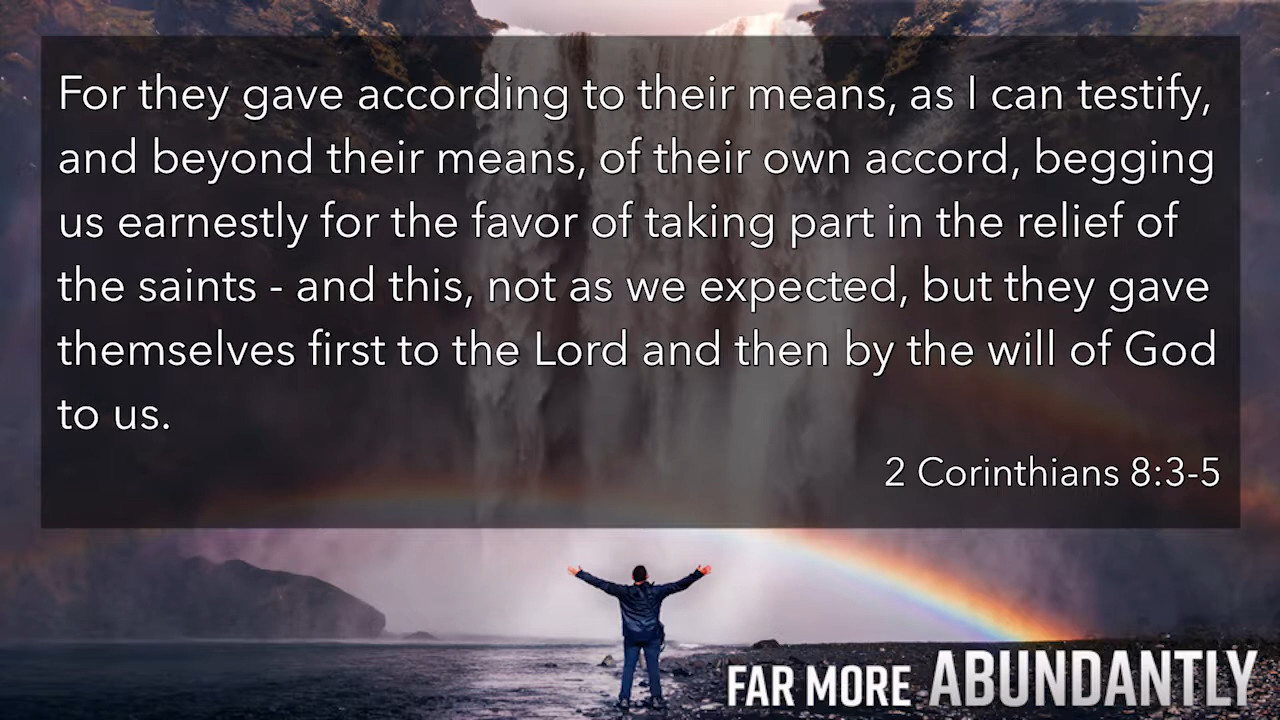 For they gave according to their means, as I can testify,
and beyond their means, of their own accord, begging
us earnestly for the favor of taking part in the relief of
the saints - and this, not as we expected, but they gave
themselves first to the Lord and then by the will of God
to us.
2 Corinthians 8:3-5
FAR MORE ABUNDANTLY